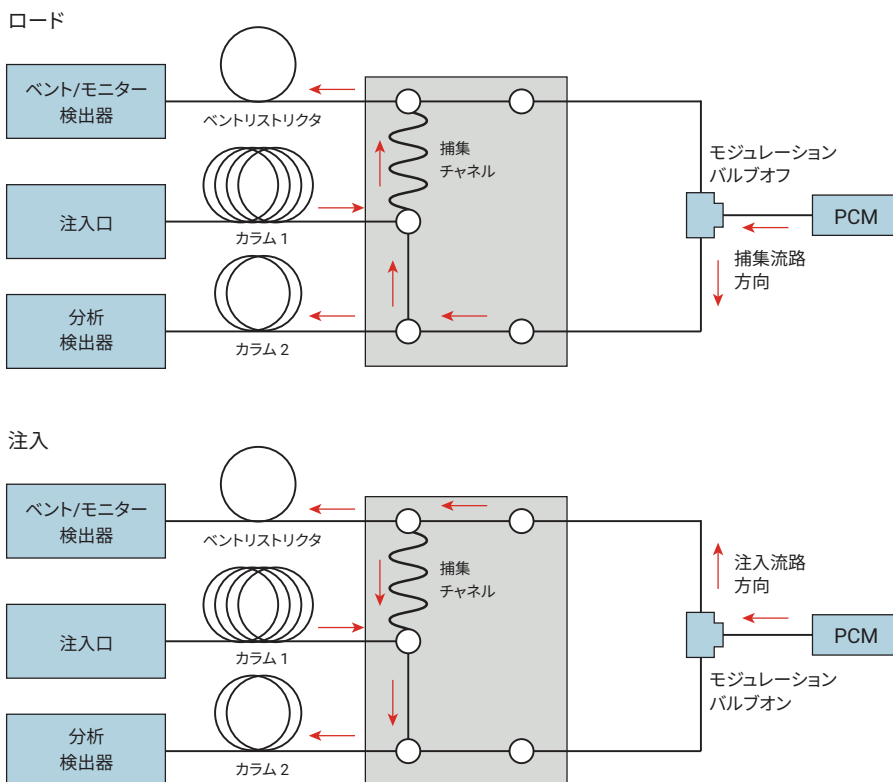 ロード
ベント/モニター
検出器
ベントリストリクタ
捕集
チャネル
モジュレーション
バルブオフ
注入口
カラム 1
PCM
捕集流路
方向
分析
検出器
カラム 2
注入
ベント/モニター
検出器
ベントリストリクタ
捕集
チャネル
注入流路
方向
注入口
カラム 1
PCM
モジュレーション
バルブオン
分析
検出器
カラム 2